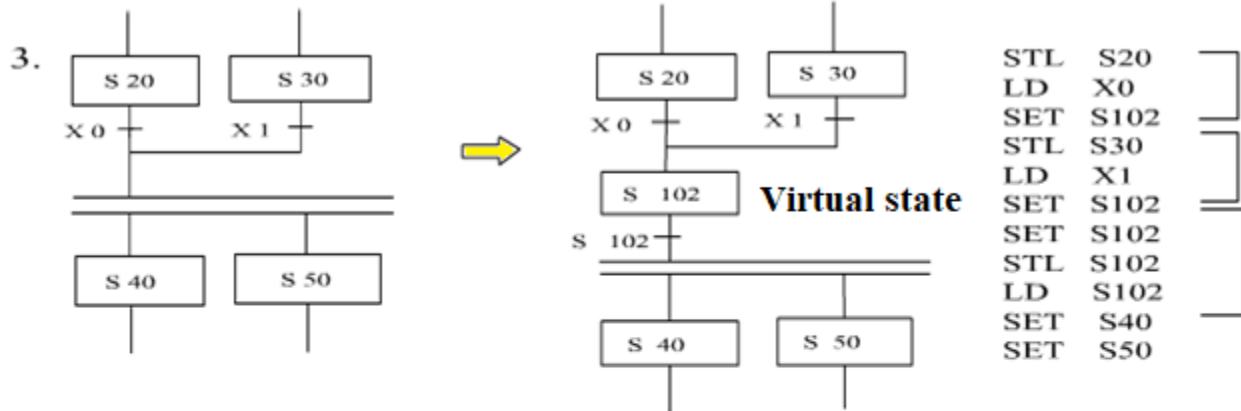 3.
S 20
S 30
X 0
X 1
S 40
S 50
S 20
S 30
X 0
X 1
S 102
Virtual state
S 102
S 40
S 50
STL S20
LD X0
SET S102
STL S30
LD X1
SET S102
SET S102
STL S102
LD S102
SET S40
SET S50